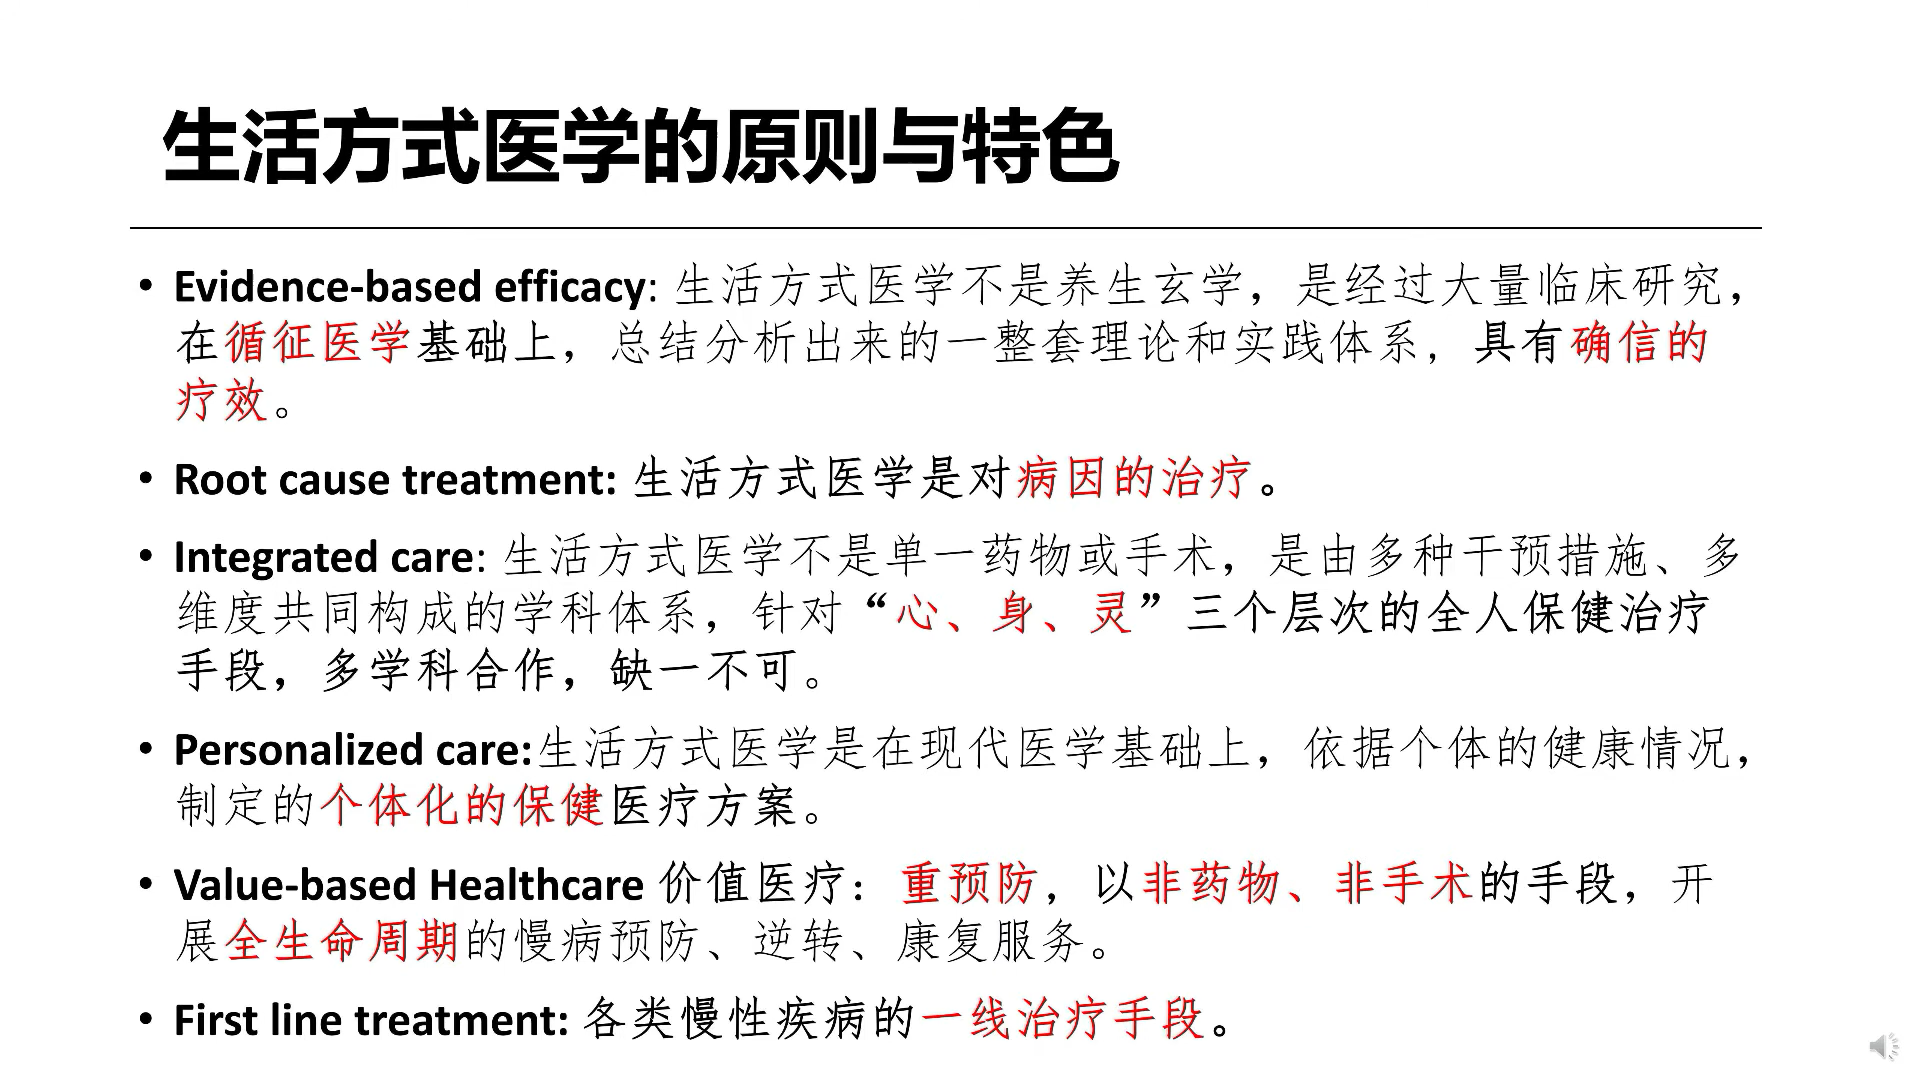 生活方式医学的原则与特色
• Evidence-based efficacy: 生活方式医学不是养生玄学，是经过大量临床研究，
在循征医学基础上，总结分析出来的一整套理论和实践体系，具有确信的
疗效。
• Root cause treatment: 生活方式医学是对病因的治疗。
• Integrated care: 生活方式医学不是单一药物或手术，是由多种干预措施、多
维度共同构成的学科体系，针对“心、身、灵”三个层次的全人保健治疗
手段，多学科合作，缺一不可。
• Personalized care:生活方式医学是在现代医学基础上，依据个体的健康情况，
制定的个体化的保健医疗方案。
• Value-based Healthcare 价值医疗：重预防，以非药物、非手术的手段，开
展全生命周期的慢病预防、逆转、康复服务。
• First line treatment: 各类慢性疾病的一线治疗手段。